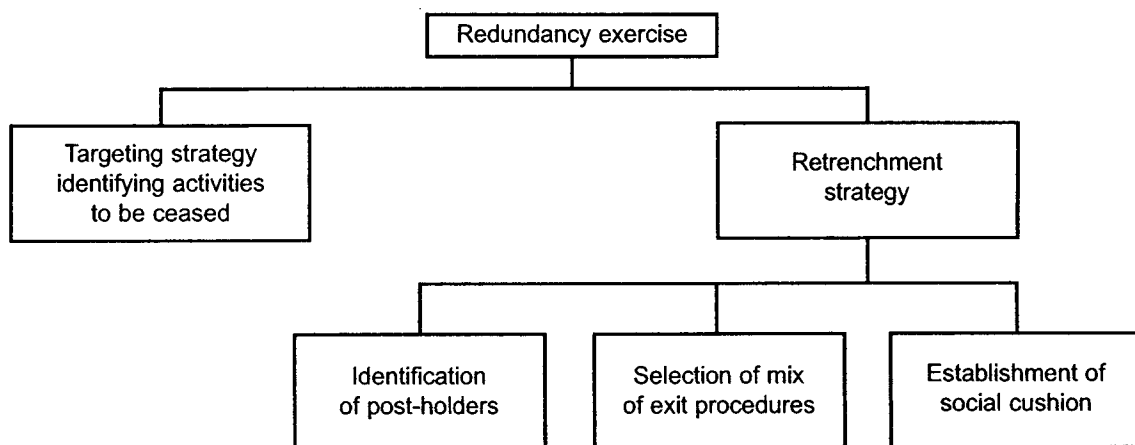 Redundancy exercise
Targeting strategy
identifying activities
to be ceased
Retrenchment
strategy
Identification
of post-holders
Selection of mix
of exit procedures
Establishment of
social cushion